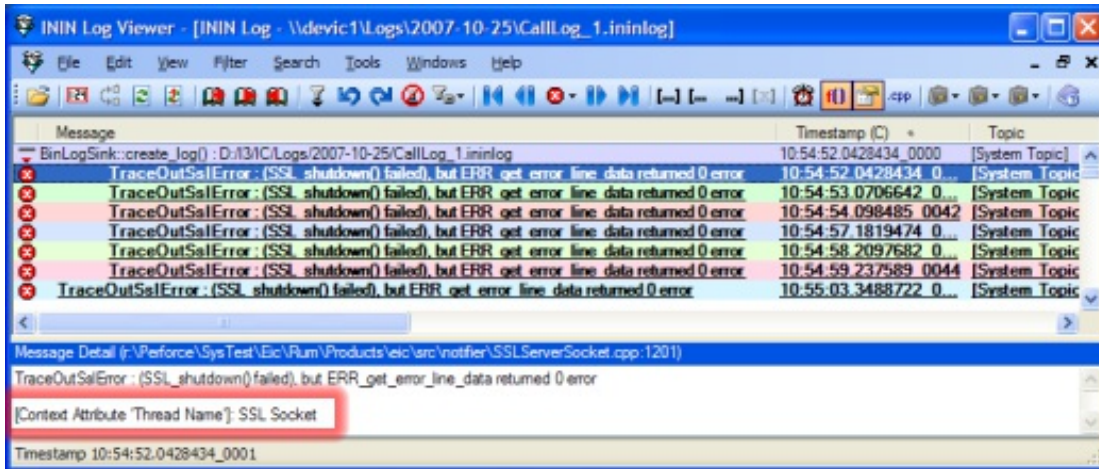 ININ Log Viewer - [ININ Log - \\devic1\Logs\2007-10-25\CallLog_1.ininlog]
File Edit View Filter Search Tools Windows Help
f() .cpp
Message Timestamp (C) Topic
BinLogSink::create_log() : D:/I3/IC/Logs/2007-10-25/CallLog_1.ininlog 10:54:52.0428434_0000 [System Topic]
TraceOutSslError : (SSL_shutdown() failed), but ERR_get_error_line_data returned 0 error 10:54:52.0428434_0... [System Topic
TraceOutSslError : (SSL_shutdown() failed), but ERR_get_error_line_data returned 0 error 10:54:53.0706642_0... [System Topic
TraceOutSslError : (SSL_shutdown() failed), but ERR_get_error_line_data returned 0 error 10:54:54.098485_0042 [System Topic
TraceOutSslError : (SSL_shutdown() failed), but ERR_get_error_line_data returned 0 error 10:54:57.1819474_0... [System Topic
TraceOutSslError : (SSL_shutdown() failed), but ERR_get_error_line_data returned 0 error 10:54:58.2097682_0... [System Topic
TraceOutSslError : (SSL_shutdown() failed), but ERR_get_error_line_data returned 0 error 10:54:59.237589_0044 [System Topic
TraceOutSslError : (SSL_shutdown() failed), but ERR_get_error_line_data returned 0 error 10:55:03.3488722_0... [System Topic
Message Detail (r:\Perforce\SysTest\Eic\Rum\Products\eic\src\notifier\SSLServerSocket.cpp:1201)
TraceOutSslError : (SSL_shutdown() failed), but ERR_get_error_line_data returned 0 error
[Context Attribute 'Thread Name']: SSL Socket
Timestamp 10:54:52.0428434_0001